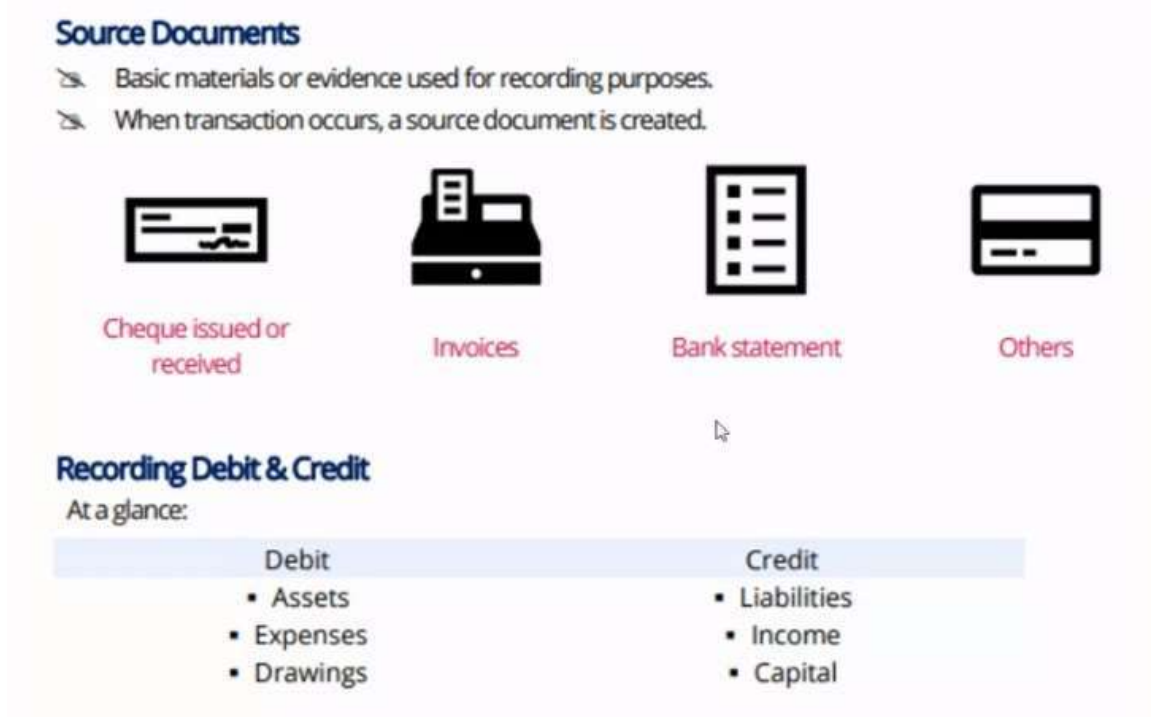 Source Documents
Basic materials or evidence used for recording purposes.
When transaction occurs, a source document is created.
Cheque issued or
received
Invoices
Bank statement
Others
Recording Debit & Credit
At a glance:
Debit Credit
▪ Assets ▪ Liabilities
▪ Expenses ▪ Income
▪ Drawings ▪ Capital